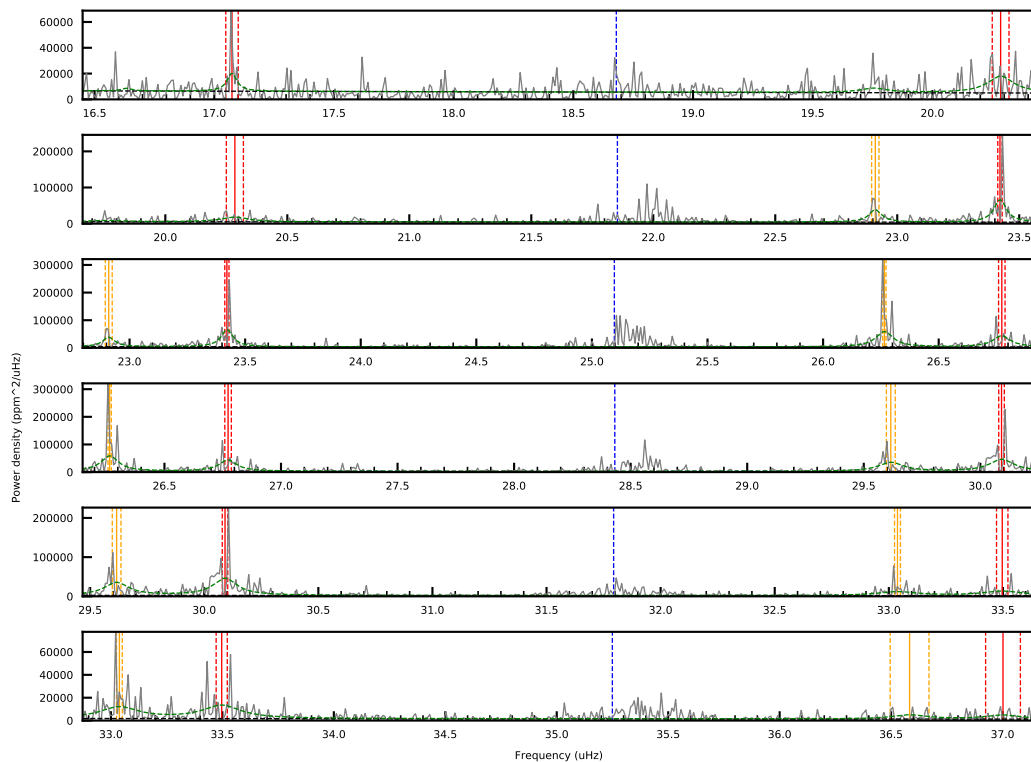 60000
40000
20000
0
16.5 17.0 17.5 18.0 18.5 19.0 19.5 20.0
200000
100000
0
20.0 20.5 21.0 21.5 22.0 22.5 23.0 23.5
300000
200000
100000
0
23.0 23.5 24.0 24.5 25.0 25.5 26.0 26.5
Power density (ppm^2/uHz)
300000
200000
100000
0
26.5 27.0 27.5 28.0 28.5 29.0 29.5 30.0
200000
100000
0
29.5 30.0 30.5 31.0 31.5 32.0 32.5 33.0 33.5
60000
40000
20000
0
33.0 33.5 34.0 34.5 35.0 35.5 36.0 36.5 37.0
Frequency (uHz)